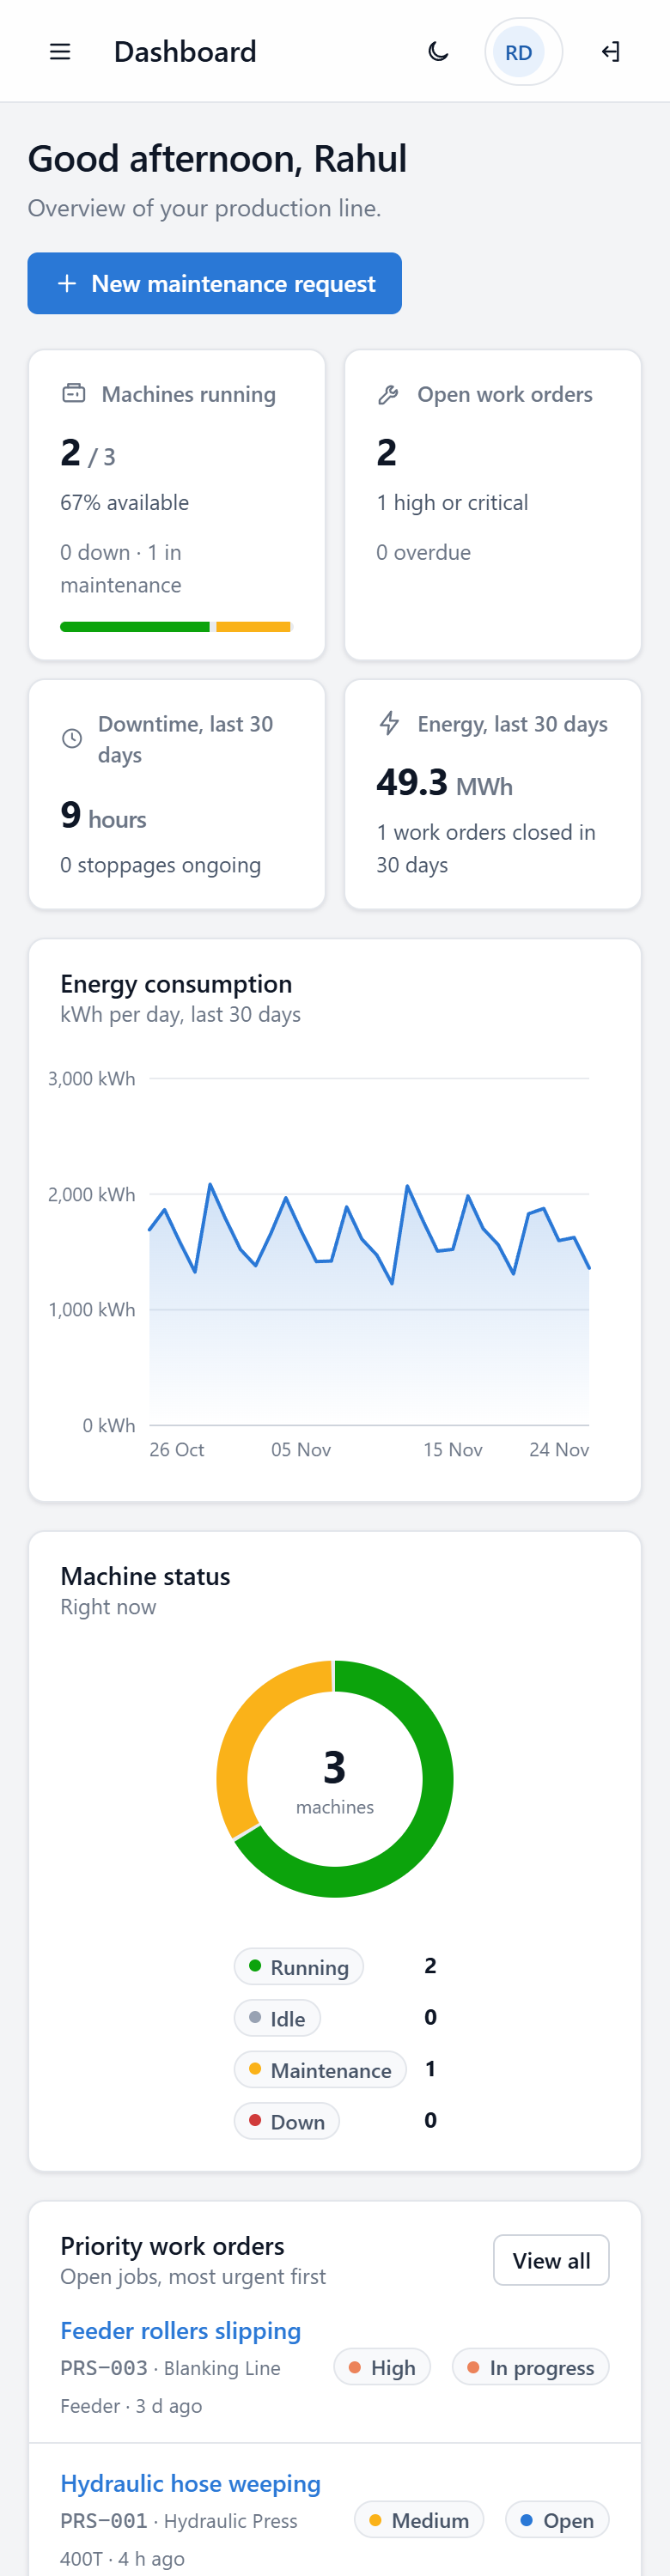 Dashboard
RD
Good afternoon, Rahul
Overview of your production line.
New maintenance request
Machines running
2 / 3
67% available
0 down · 1 in
maintenance
Open work orders
2
1 high or critical
0 overdue
Downtime, last 30
days
9 hours
0 stoppages ongoing
Energy, last 30 days
49.3 MWh
1 work orders closed in
30 days
Energy consumption
kWh per day, last 30 days
3,000 kWh
2,000 kWh
1,000 kWh
0 kWh
26 Oct 05 Nov 15 Nov 24 Nov
Machine status
Right now
3
machines
Running 2
Idle 0
Maintenance 1
Down 0
Priority work orders
Open jobs, most urgent first
View all
Feeder rollers slipping
PRS-003 · Blanking Line
Feeder · 3 d ago
High In progress
Hydraulic hose weeping
PRS-001 · Hydraulic Press
400T · 4 h ago
Medium Open